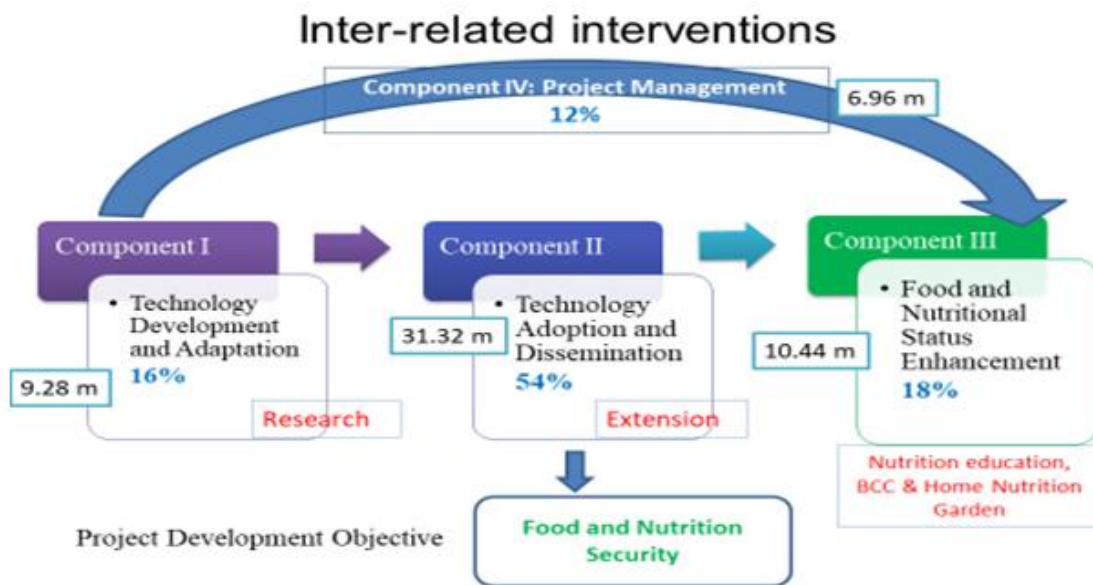 Inter-related interventions
Component IV: Project Management
12%
6.96 m
Component I
• Technology
Development
and Adaptation
16%
9.28 m
Research
Component II
• Technology
Adoption and
Dissemination
54%
31.32 m
Extension
Component III
• Food and
Nutritional
Status
Enhancement
18%
10.44 m
Nutrition education,
BCC & Home Nutrition
Garden
Project Development Objective
Food and Nutrition
Security